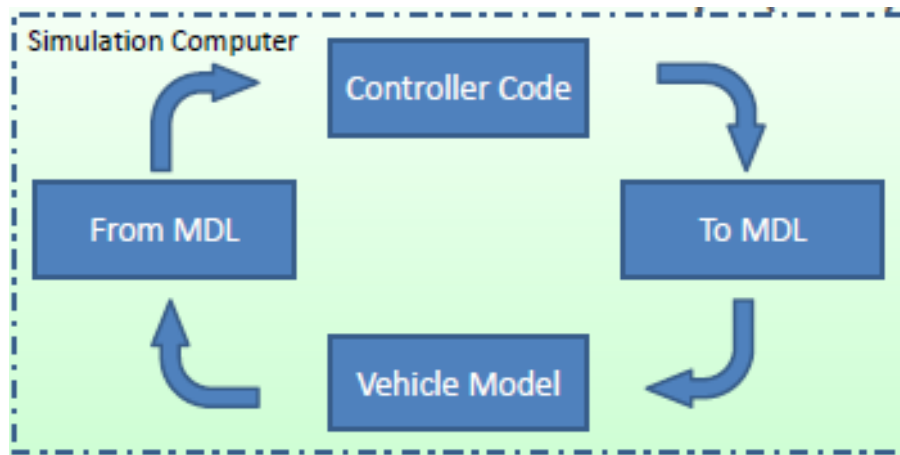 Simulation Computer
Controller Code
From MDL
To MDL
Vehicle Model